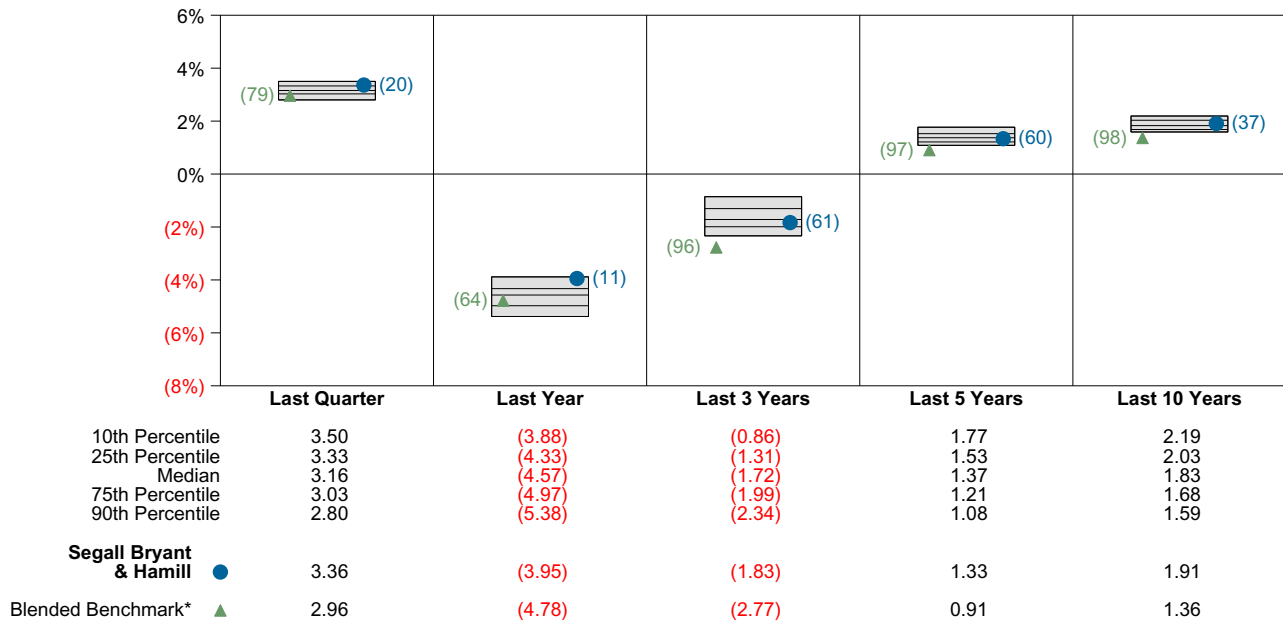 6%
4%
2%
0%
(2%)
(4%)
(6%)
(8%)
(79) (20)
(64) (11)
(96) (61)
(97) (60)
(98) (37)
Last Quarter Last Year Last 3 Years Last 5 Years Last 10 Years
10th Percentile 3.50 (3.88) (0.86) 1.77 2.19
25th Percentile 3.33 (4.33) (1.31) 1.53 2.03
Median 3.16 (4.57) (1.72) 1.37 1.83
75th Percentile 3.03 (4.97) (1.99) 1.21 1.68
90th Percentile 2.80 (5.38) (2.34) 1.08 1.59
Segall Bryant
& Hamill 3.36 (3.95) (1.83) 1.33 1.91
Blended Benchmark* 2.96 (4.78) (2.77) 0.91 1.36